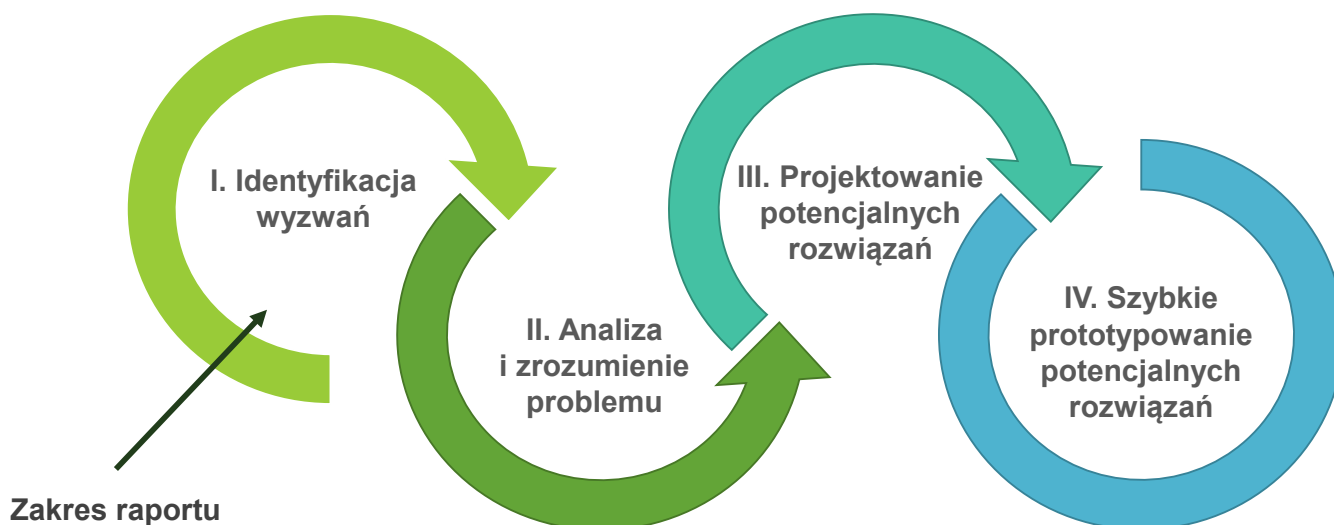 I. Identyfikacja
wyzwań
II. Analiza
i zrozumienie
problemu
III. Projektowanie
potencjalnych
rozwiązań
IV. Szybkie
prototypowanie
potencjalnych
rozwiązań
Zakres raportu